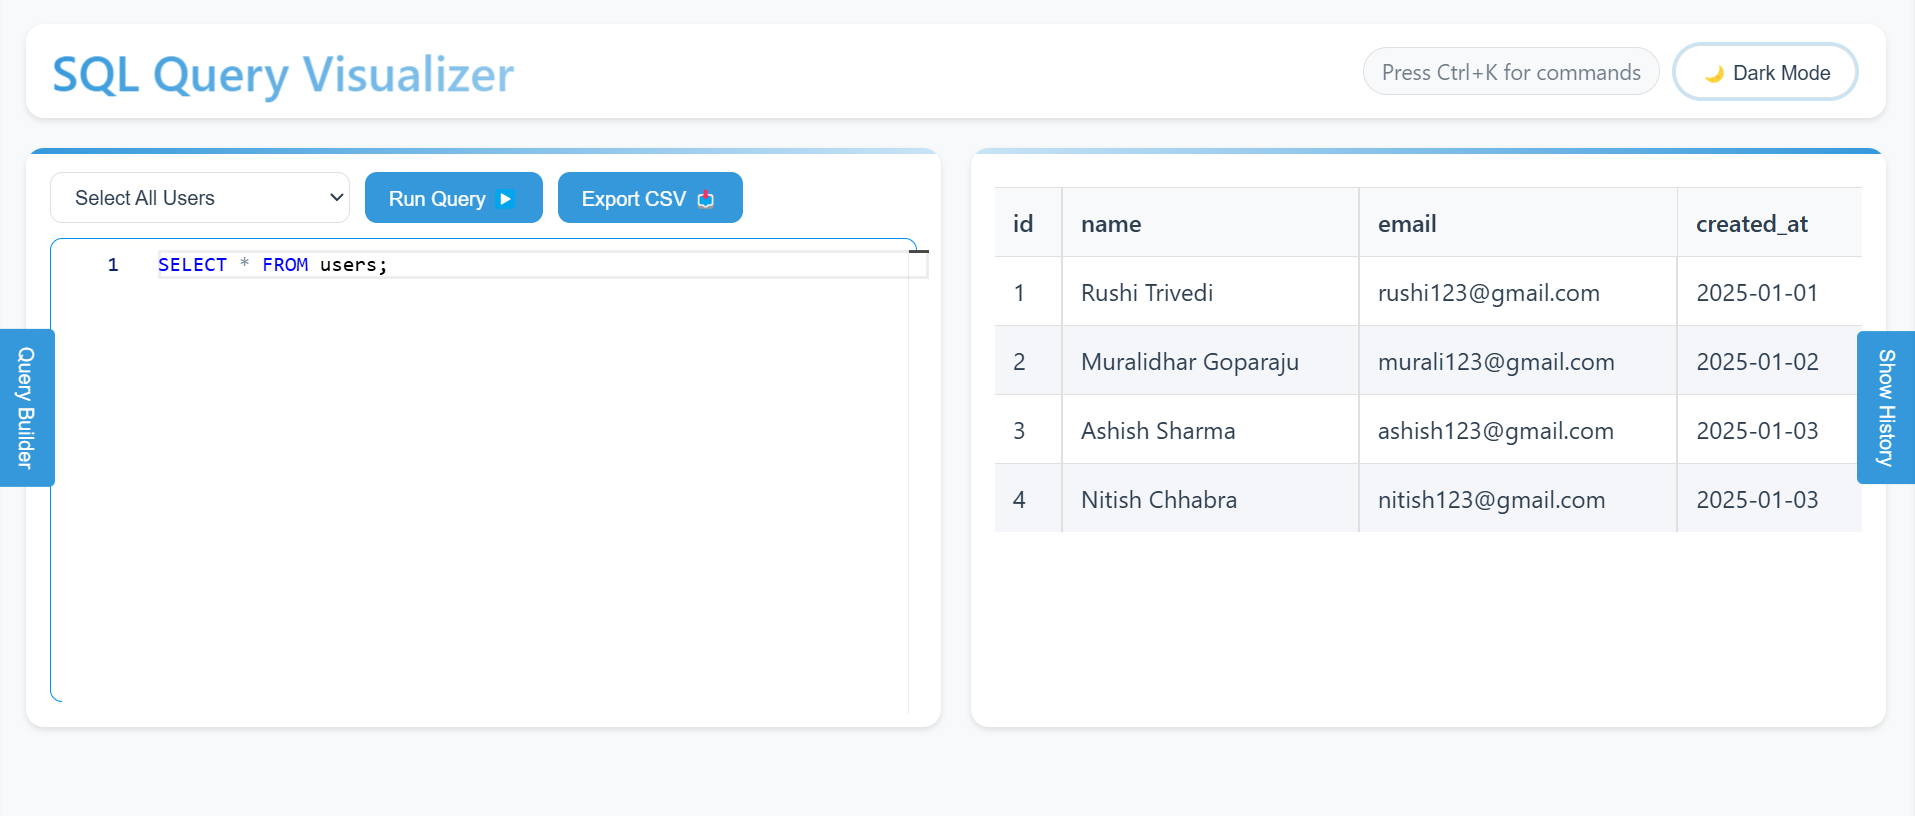 SQL Query Visualizer
Press Ctrl+K for commands
🌙 Dark Mode
Select All Users
Run Query ▶️
Export CSV 📤
1 SELECT * FROM users;
Query Builder
id name email created_at
1 Rushi Trivedi rushi123@gmail.com 2025-01-01
2 Muralidhar Goparaju murali123@gmail.com 2025-01-02
3 Ashish Sharma ashish123@gmail.com 2025-01-03
4 Nitish Chhabra nitish123@gmail.com 2025-01-03
Show History